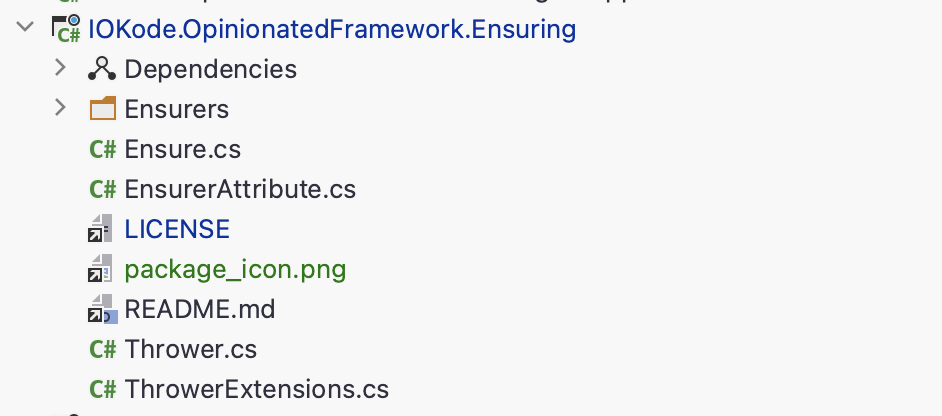 IOKode.OpinionatedFramework.Ensuring
Dependencies
Ensurers
C# Ensure.cs
C# EnsurerAttribute.cs
LICENSE
package_icon.png
README.md
C# Thrower.cs
C# ThrowerExtensions.cs